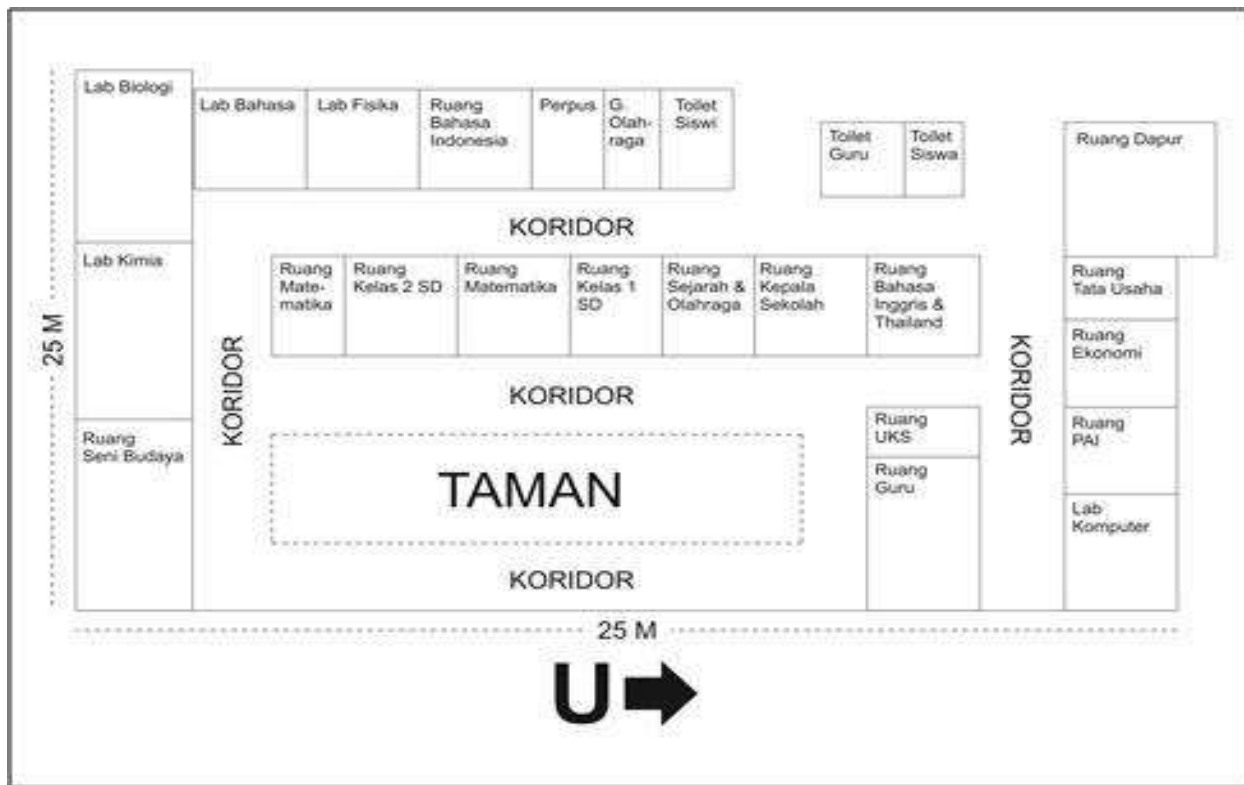 Lab Biologi
Lab Bahasa
Lab Fisika
Ruang
Bahasa
Indonesia
Perpus
G.
Olah-
raga
Toilet
Siswi
Toilet
Guru
Toilet
Siswa
Ruang Dapur
KORIDOR
Lab Kimia
Ruang
Mate-
matika
Ruang
Kelas 2 SD
Ruang
Matematika
Ruang
Kelas 1
SD
Ruang
Sejarah &
Olahraga
Ruang
Kepala
Sekolah
Ruang
Bahasa
Inggris &
Thailand
Ruang
Tata Usaha
Ruang
Ekonomi
25 M
KORIDOR
KORIDOR
KORIDOR
Ruang
Seni Budaya
TAMAN
Ruang
UKS
Ruang
Guru
Ruang
PAI
Lab
Komputer
KORIDOR
25 M
U